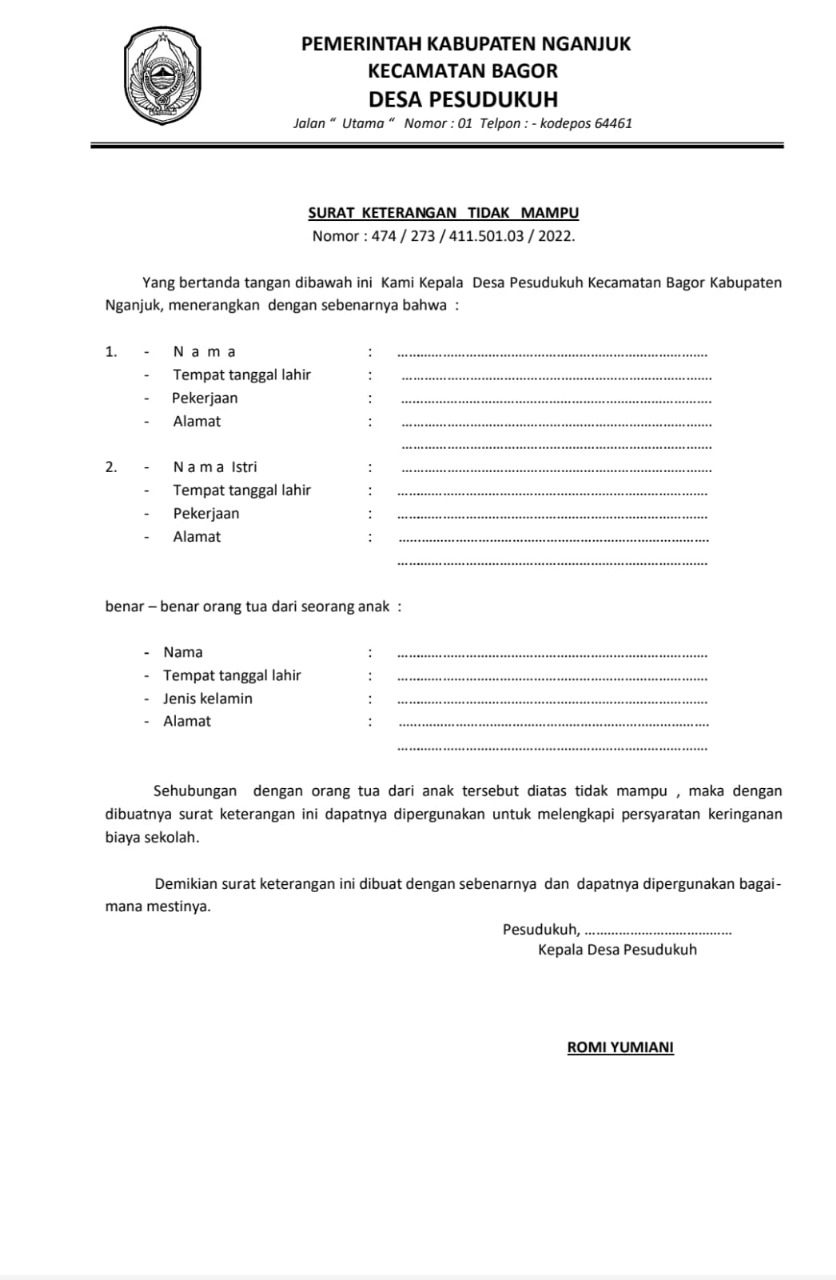 PEMERINTAH KABUPATEN NGANJUK
KECAMATAN BAGOR
DESA PESUDUKUH
Jalan “ Utama “ Nomor : 01 Telpon : - kodepos 64461
SURAT KETERANGAN TIDAK MAMPU
Nomor : 474 / 273 / 411.501.03 / 2022.
Yang bertanda tangan dibawah ini Kami Kepala Desa Pesudukuh Kecamatan Bagor Kabupaten
Nganjuk, menerangkan dengan sebenarnya bahwa :
1. - N a m a : ......................................................................
- Tempat tanggal lahir : ......................................................................
- Pekerjaan : ......................................................................
- Alamat : ......................................................................
......................................................................
2. - N a m a Istri : ......................................................................
- Tempat tanggal lahir : ......................................................................
- Pekerjaan : ......................................................................
- Alamat : ......................................................................
......................................................................
benar – benar orang tua dari seorang anak :
- Nama : ......................................................................
- Tempat tanggal lahir : ......................................................................
- Jenis kelamin : ......................................................................
- Alamat : ......................................................................
......................................................................
Sehubungan dengan orang tua dari anak tersebut diatas tidak mampu , maka dengan
dibuatnya surat keterangan ini dapatnya dipergunakan untuk melengkapi persyaratan keringanan
biaya sekolah.
Demikian surat keterangan ini dibuat dengan sebenarnya dan dapatnya dipergunakan bagai-
mana mestinya.
Pesudukuh, ...................................
Kepala Desa Pesudukuh
ROMI YUMIANI